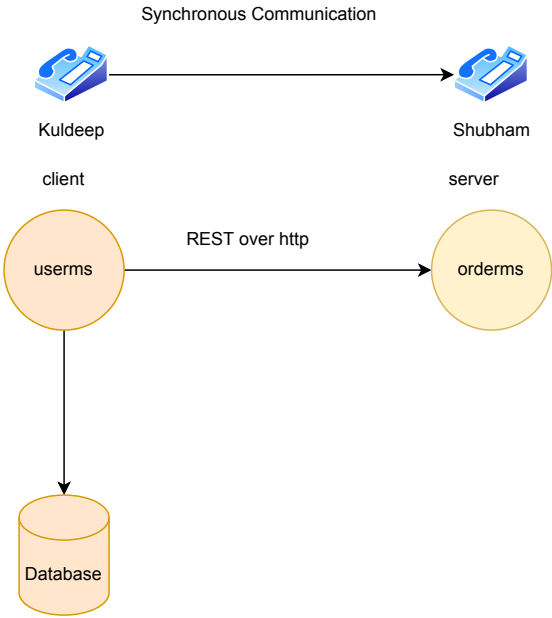 Synchronous Communication
Kuldeep
Shubham
client
server
REST over http
userms
orderms
Database